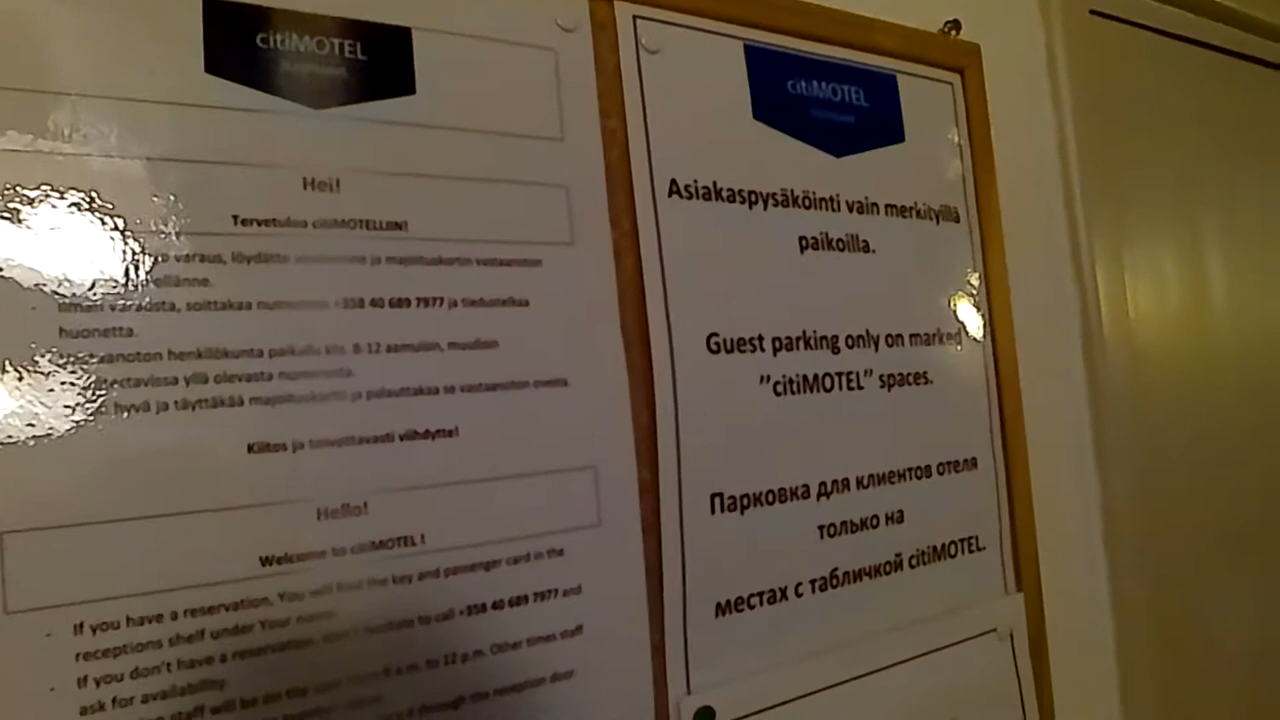 citiMOTEL
Hei!
Tervetuloa citiMOTELLIIN!
varaus, löydätte ja majoituskortin vastaanoton
Ilman varausta, soittakaa numeroon +358 40 689 7977 ja tiedustelkaa
huonetta.
henkilökunta paikalla klo. 8-12 aamuisin, muulloin
yllä olevasta numerosta.
hyvä ja täyttäkää majoituskortti ja palauttakaa se vastaanoton ovesta
Kiitos ja toivottavasti viihdytte!
Hello!
Welcome to citiMOTEL !
- If you have a reservation, You will find the key and passenger card in the
receptions shelf under Your name.
- If you don't have a reservation, don't hesitate to call +358 40 689 7977 and
ask for availability.
staff will be on the a.m. to 12 p.m. Other times staff
it through the reception door
citiMOTEL
Asiakaspysäköinti vain merkityillä
paikoilla.
Guest parking only on marked
”citiMOTEL” spaces.
Парковка для клиентов отеля
только на
местах с табличкой citiMOTEL.